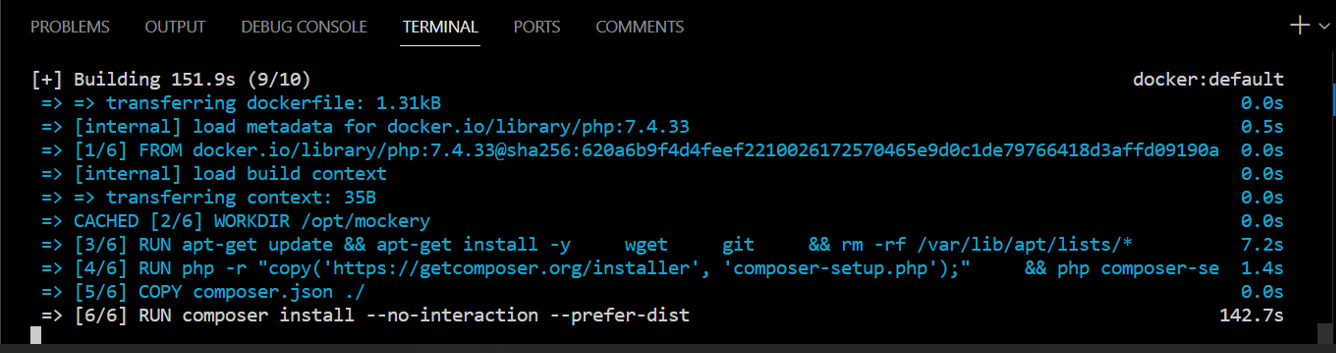 PROBLEMS OUTPUT DEBUG CONSOLE TERMINAL PORTS COMMENTS
[+] Building 151.9s (9/10) docker:default
=> => transferring dockerfile: 1.31kB 0.0s
=> [internal] load metadata for docker.io/library/php:7.4.33 0.5s
=> [1/6] FROM docker.io/library/php:7.4.33@sha256:620a6b9f4d4feef2210026172570465e9d0c1de79766418d3affd09190a 0.0s
=> [internal] load build context 0.0s
=> => transferring context: 35B 0.0s
=> CACHED [2/6] WORKDIR /opt/mockery 0.0s
=> [3/6] RUN apt-get update && apt-get install -y wget git && rm -rf /var/lib/apt/lists/* 7.2s
=> [4/6] RUN php -r "copy('https://getcomposer.org/installer', 'composer-setup.php');" && php composer-se 1.4s
=> [5/6] COPY composer.json ./ 0.0s
=> [6/6] RUN composer install --no-interaction --prefer-dist 142.7s